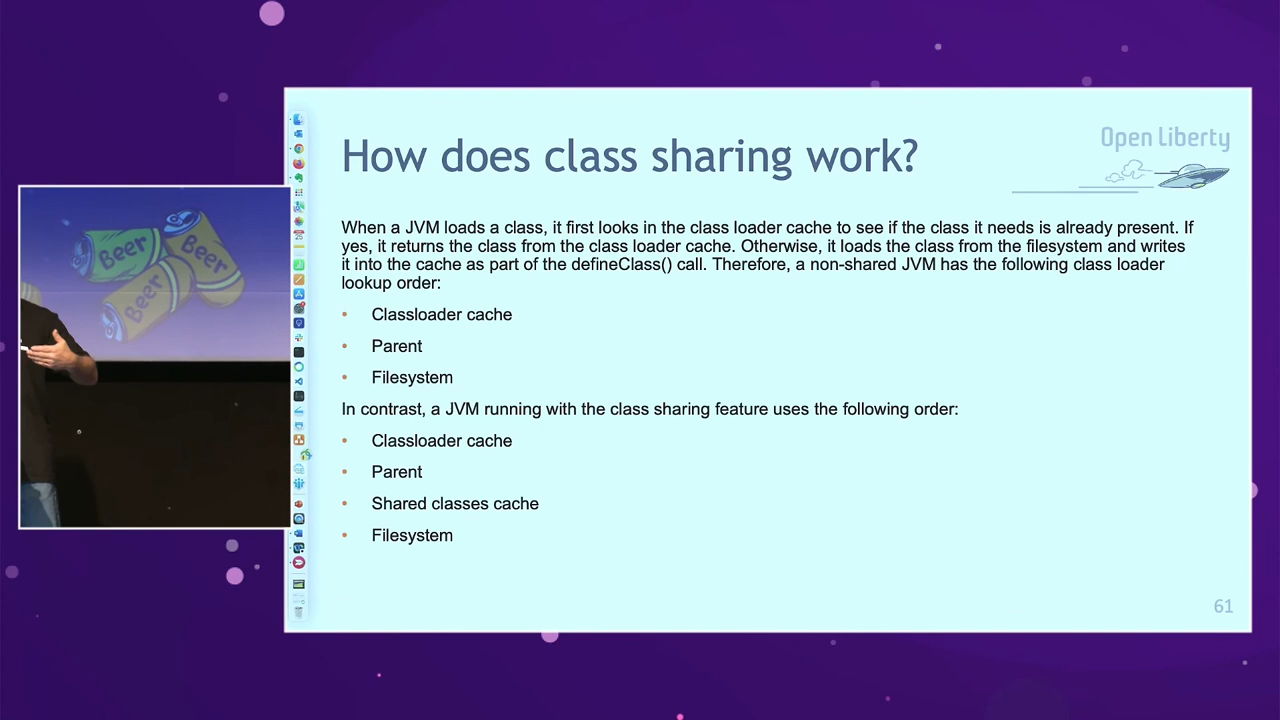 How does class sharing work?
Open Liberty
When a JVM loads a class, it first looks in the class loader cache to see if the class it needs is already present. If
yes, it returns the class from the class loader cache. Otherwise, it loads the class from the filesystem and writes
it into the cache as part of the defineClass() call. Therefore, a non-shared JVM has the following class loader
lookup order:
• Classloader cache
• Parent
• Filesystem
In contrast, a JVM running with the class sharing feature uses the following order:
• Classloader cache
• Parent
• Shared classes cache
• Filesystem
61
Beer
Beer
Beer
25